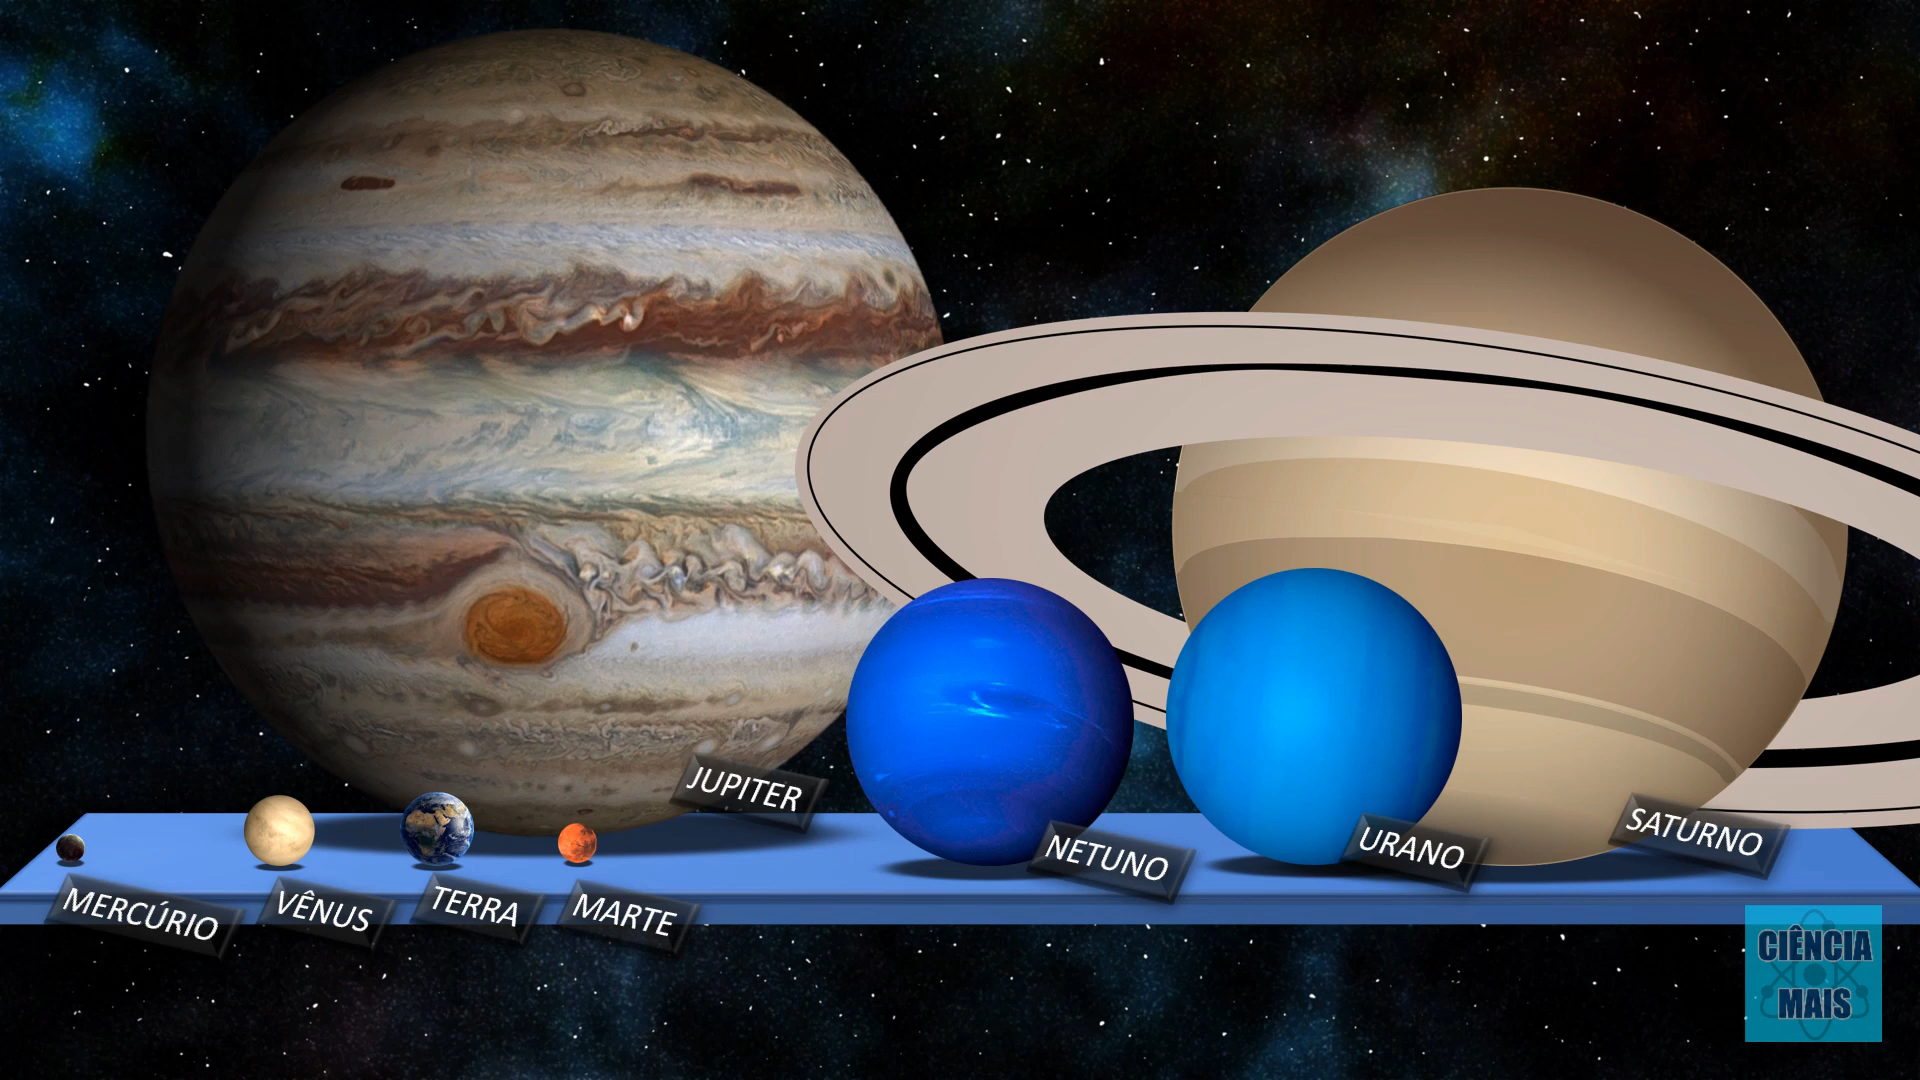 JUPITER
NETUNO
URANO
SATURNO
MERCÚRIO
VÊNUS
TERRA
MARTE
CIÊNCIA
MAIS